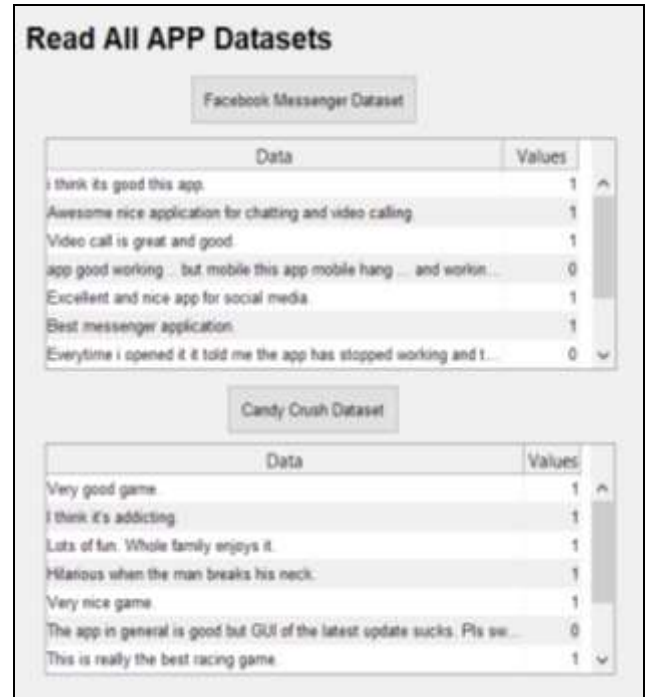 Read All APP Datasets
Facebook Messenger Dataset
Data Values
i think its good this app. 1
Awesome nice application for chatting and video calling 1
Video call is great and good. 1
app good working ... but mobile this app mobile hang ... and workin... 0
Excellent and nice app for social media. 1
Best messenger application. 1
Everytime i opened it it told me the app has stopped working and t... 0
Candy Crush Dataset
Data Values
Very good game. 1
I think it's addicting 1
Lots of fun. Whole family enjoys it. 1
Hilarious when the man breaks his neck. 1
Very nice game. 1
The app in general is good but GUI of the latest update sucks. Pls sw... 0
This is really the best racing game. 1